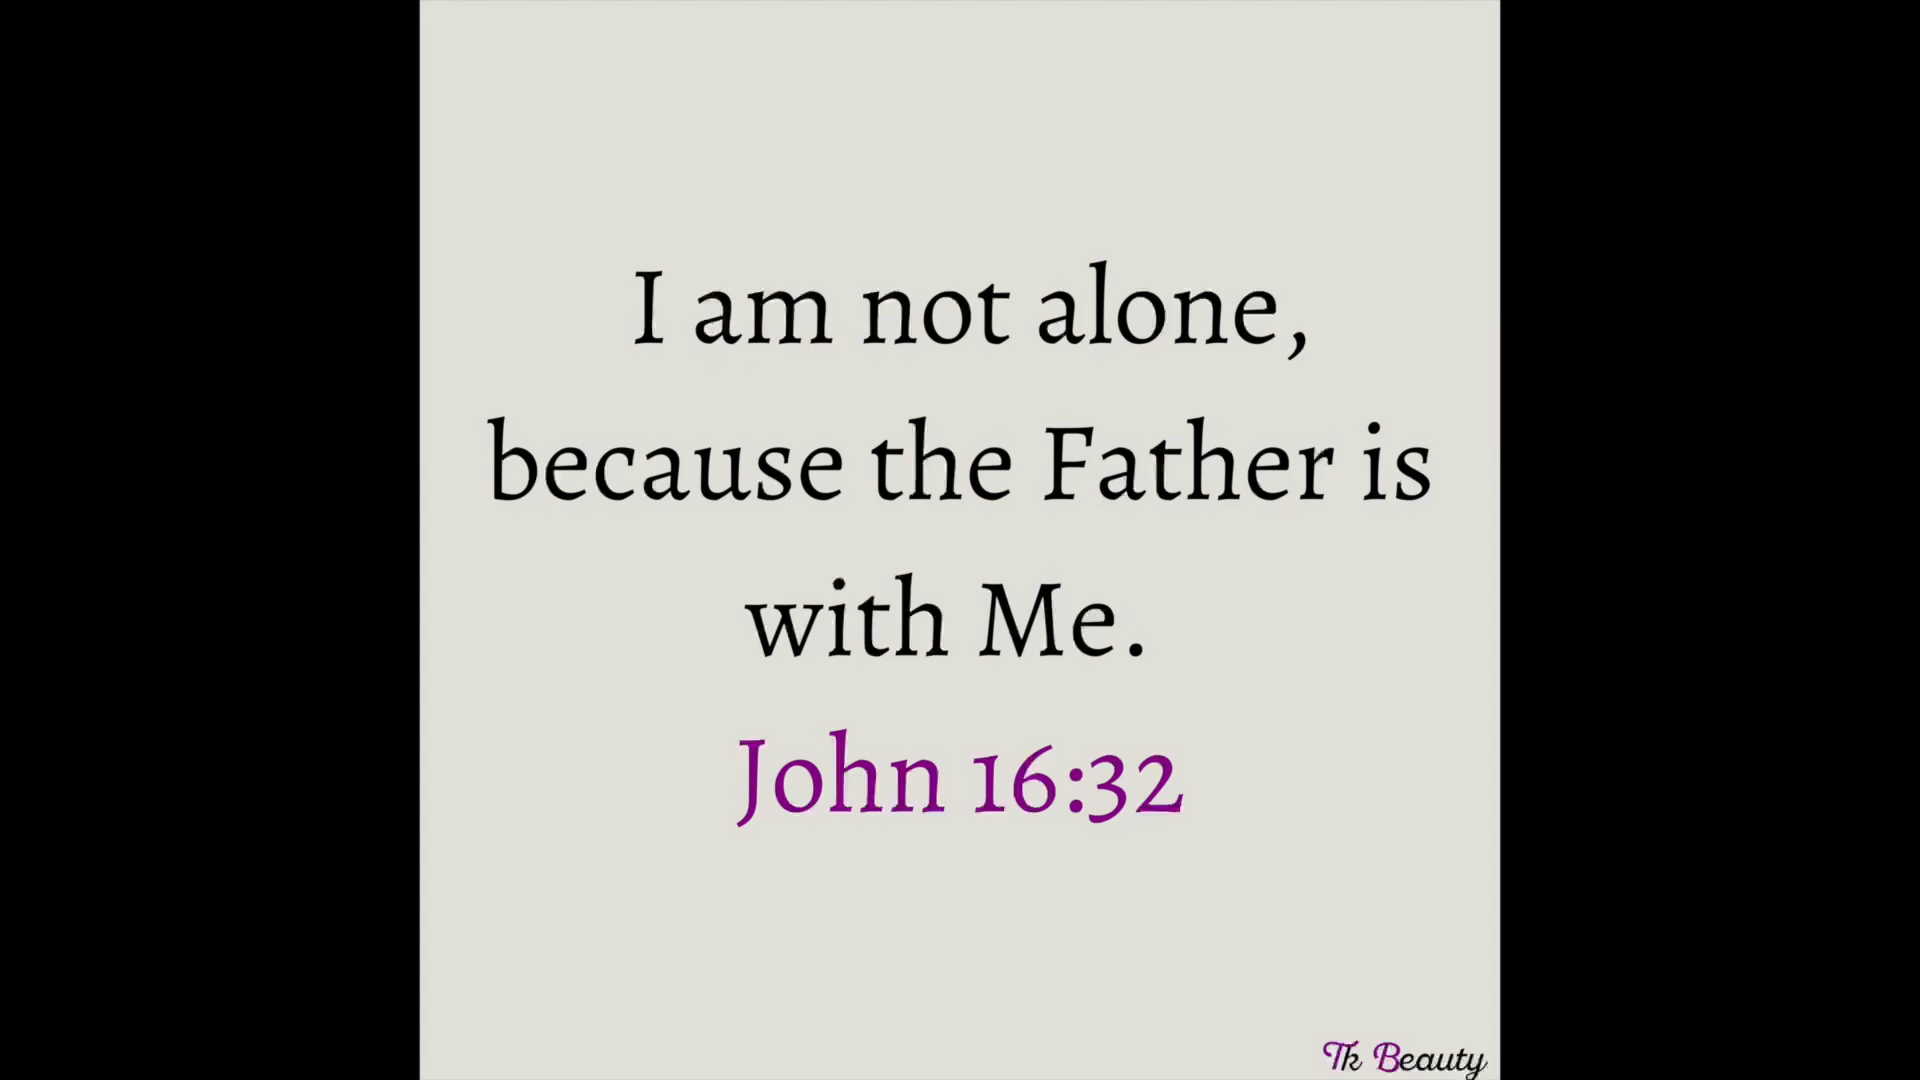 I am not alone,
because the Father is
with Me.
John 16:32
Tk Beauty